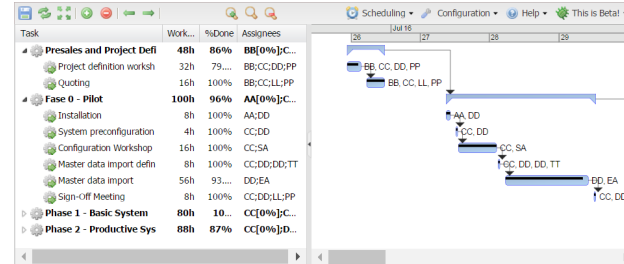 Scheduling Configuration Help This is Beta!
Task Work... %Done Assignees
Jul 16
26 27 28 29
Presales and Project Defi 48h 86% BB[0%];C...
Project definition worksh 32h 79.... BB;CC;DD;PP
BB, CC, DD, PP
Quoting 16h 100% BB;CC;LL;PP
BB, CC, LL, PP
Fase 0 - Pilot 100h 96% AA[0%];C...
Installation 8h 100% AA;DD
AA, DD
System preconfiguration 4h 100% CC;DD
CC, DD
Configuration Workshop 16h 100% CC;SA
CC, SA
Master data import defin 8h 100% CC;DD;DD;TT
CC, DD, DD, TT
Master data import 56h 93.... DD;EA
DD, EA
Sign-Off Meeting 8h 100% CC;DD;LL;PP
CC, DD
Phase 1 - Basic System 80h 10... CC[0%];C...
Phase 2 - Productive Sys 88h 87% CC[0%];D...